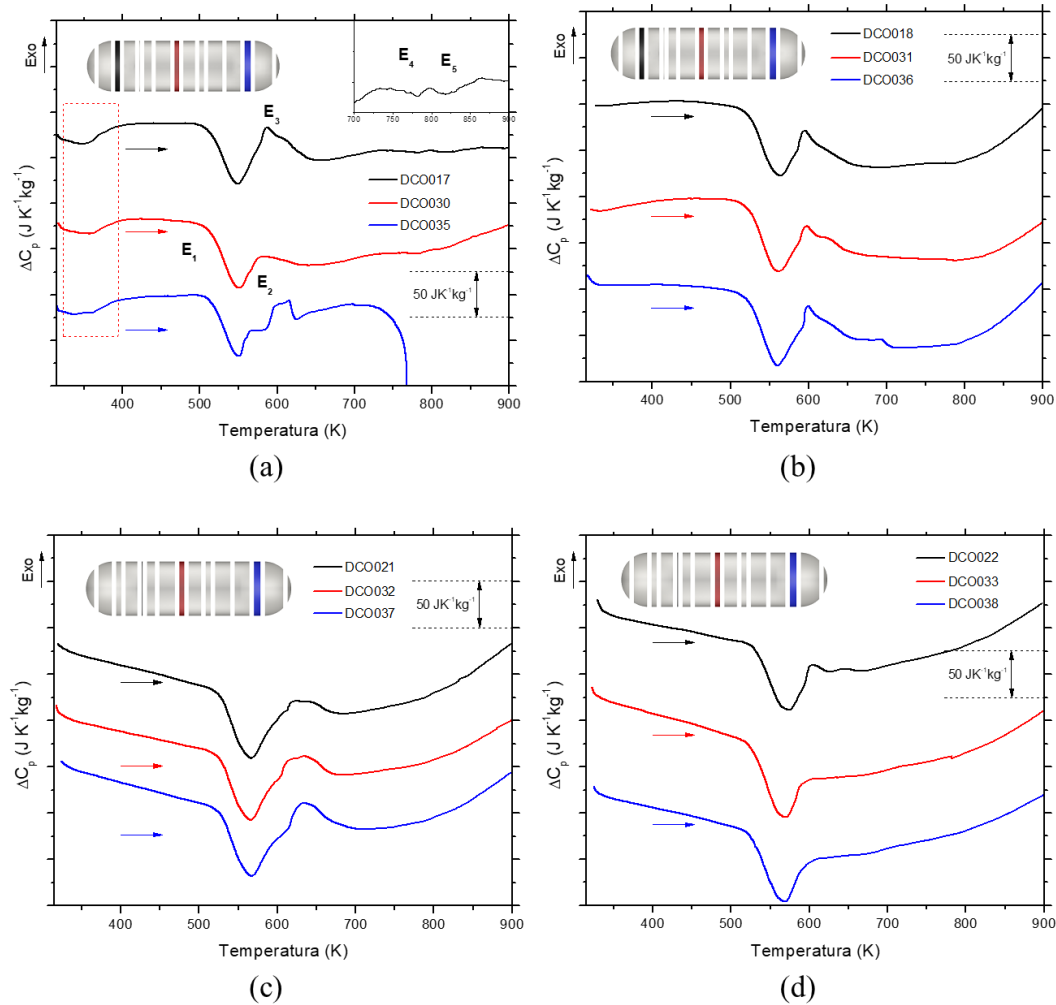 (a)
Exo
E4
E5
700 750 800 850 900
E3
DCO017
DCO030
DCO035
E1
E2
50 JK-1kg-1
ΔCp (J K-1kg-1)
400 500 600 700 800 900
Temperatura (K)
(a)
(b)
Exo
DCO018
DCO031
DCO036
50 JK-1kg-1
ΔCp (J K-1kg-1)
400 500 600 700 800 900
Temperatura (K)
(b)
(c)
Exo
DCO021
DCO032
DCO037
50 JK-1kg-1
ΔCp (J K-1kg-1)
400 500 600 700 800 900
Temperatura (K)
(c)
(d)
Exo
DCO022
DCO033
DCO038
50 JK-1kg-1
ΔCp (J K-1kg-1)
400 500 600 700 800 900
Temperatura (K)
(d)